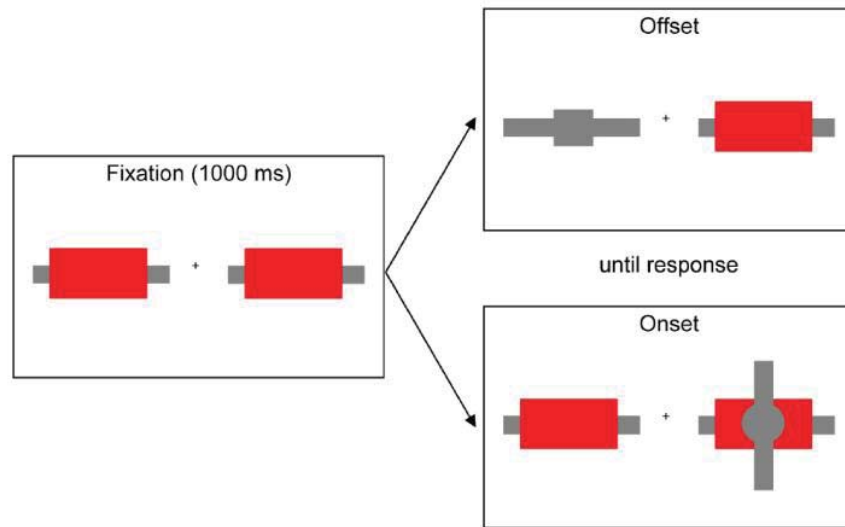 Offset
+
Fixation (1000 ms)
+
until response
Onset
+